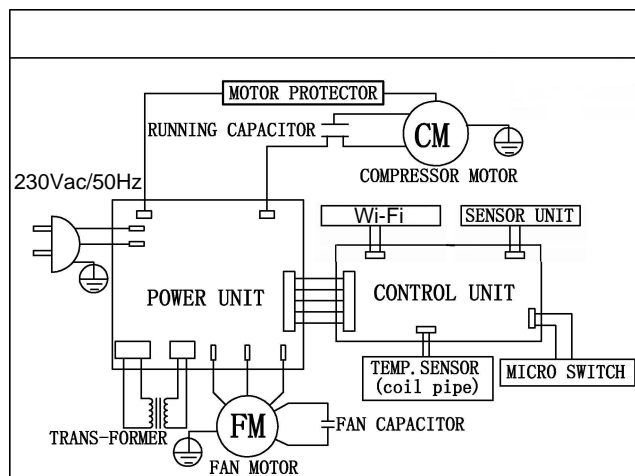 MOTOR PROTECTOR
RUNNING CAPACITOR
CM
COMPRESSOR MOTOR
230Vac/50Hz
Wi-Fi
SENSOR UNIT
POWER UNIT
CONTROL UNIT
TEMP.SENSOR
(coil pipe)
MICRO SWITCH
TRANS-FORMER
FM
FAN CAPACITOR
FAN MOTOR